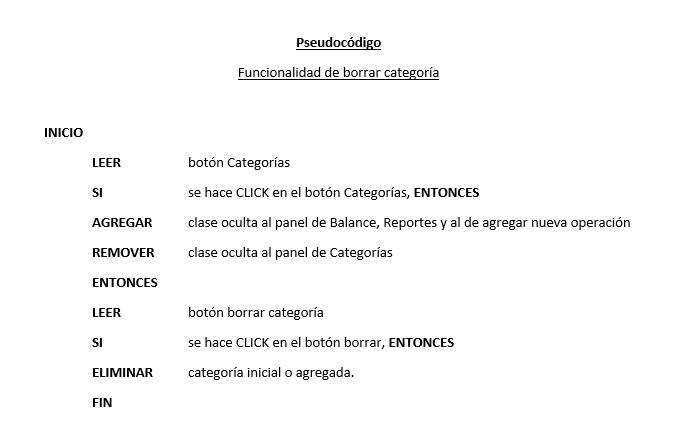 Pseudocódigo
Funcionalidad de borrar categoría
INICIO
LEER botón Categorías
SI se hace CLICK en el botón Categorías, ENTONCES
AGREGAR clase oculta al panel de Balance, Reportes y al de agregar nueva operación
REMOVER clase oculta al panel de Categorías
ENTONCES
LEER botón borrar categoría
SI se hace CLICK en el botón borrar, ENTONCES
ELIMINAR categoría inicial o agregada.
FIN